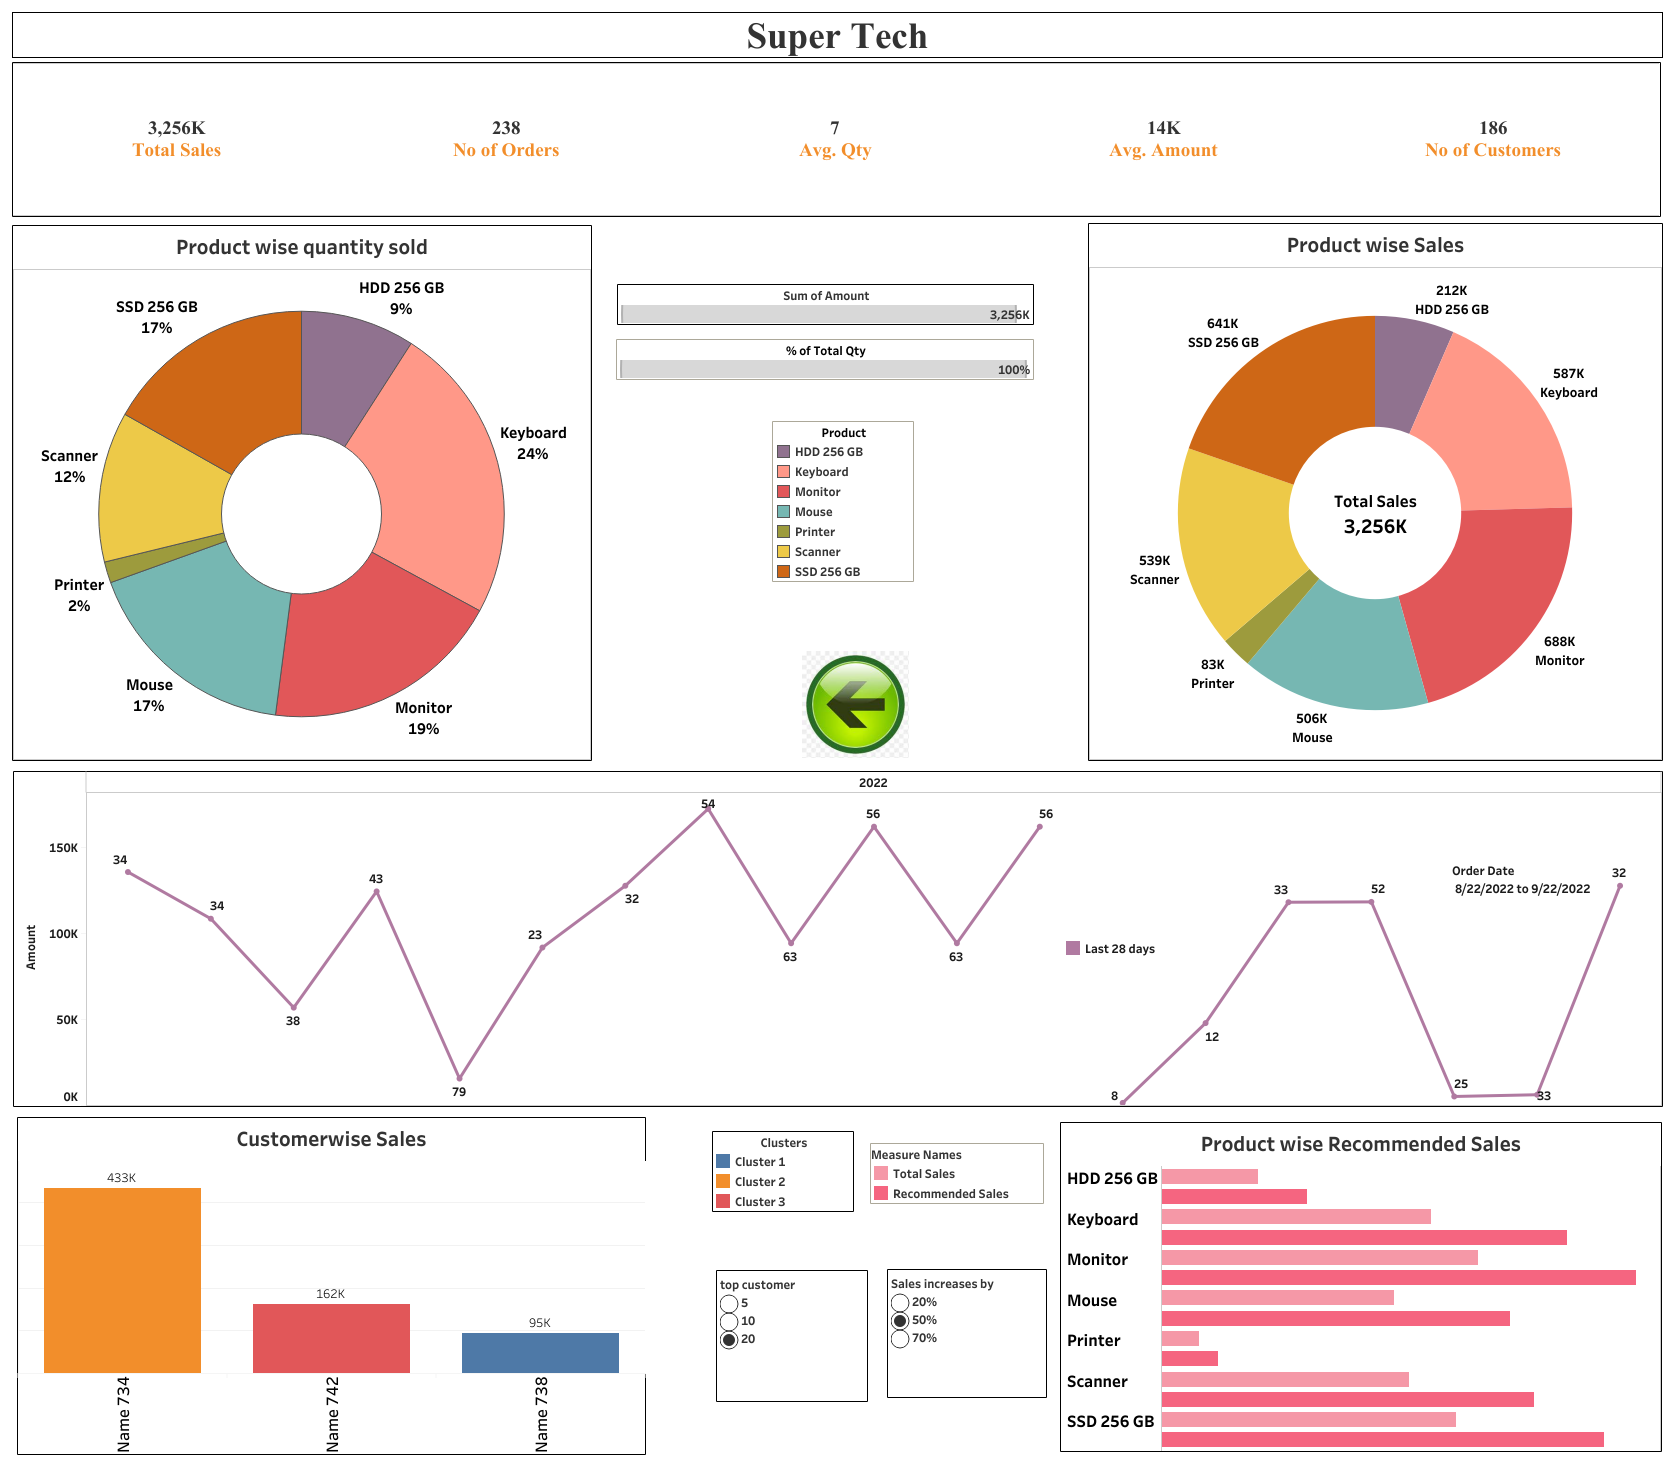 Super Tech
3,256K
Total Sales
238
No of Orders
7
Avg. Qty
14K
Avg. Amount
186
No of Customers
Product wise quantity sold
HDD 256 GB
9%
SSD 256 GB
17%
Keyboard
24%
Scanner
12%
Printer
2%
Mouse
17%
Monitor
19%
Sum of Amount
3,256K
% of Total Qty
100%
Product
HDD 256 GB
Keyboard
Monitor
Mouse
Printer
Scanner
SSD 256 GB
Product wise Sales
212K
HDD 256 GB
641K
SSD 256 GB
587K
Keyboard
Total Sales
3,256K
539K
Scanner
688K
Monitor
83K
Printer
506K
Mouse
2022
Amount
150K
100K
50K
0K
34
34
38
43
79
23
32
54
63
56
63
56
Last 28 days
8
12
33
52
25
33
32
Order Date
8/22/2022 to 9/22/2022
Customerwise Sales
433K
162K
95K
Name 734
Name 742
Name 738
Clusters
Cluster 1
Cluster 2
Cluster 3
Measure Names
Total Sales
Recommended Sales
top customer
5
10
20
Sales increases by
20%
50%
70%
Product wise Recommended Sales
HDD 256 GB
Keyboard
Monitor
Mouse
Printer
Scanner
SSD 256 GB